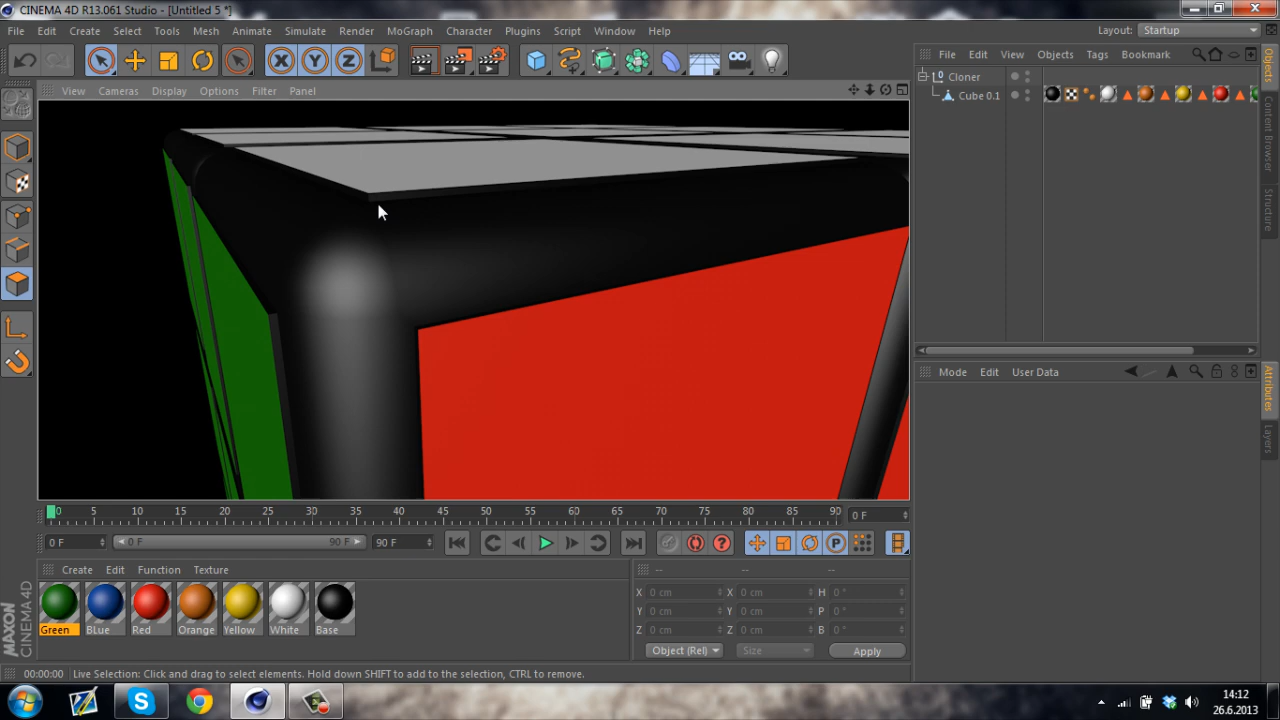 CINEMA 4D R13.061 Studio - [Untitled 5 *]
File Edit Create Select Tools Mesh Animate Simulate Render MoGraph Character Plugins Script Window Help
Layout: Startup
X Y Z
File Edit View Objects Tags Bookmark
View Cameras Display Options Filter Panel
Cloner
Cube 0.1
Objects
Content Browser
Structure
Mode Edit User Data
Attributes
Layers
0 5 10 15 20 25 30 35 40 45 50 55 60 65 70 75 80 85 90
0 F
0 F 0 F 90 F 90 F
Create Edit Function Texture
-- -- --
Green BLue Red Orange Yellow White Base
X 0 cm X 0 cm H 0 °
Y 0 cm Y 0 cm P 0 °
Z 0 cm Z 0 cm B 0 °
Object (Rel) Size Apply
MAXON CINEMA 4D
00:00:00 Live Selection: Click and drag to select elements. Hold down SHIFT to add to the selection, CTRL to remove.
14:12
26.6.2013